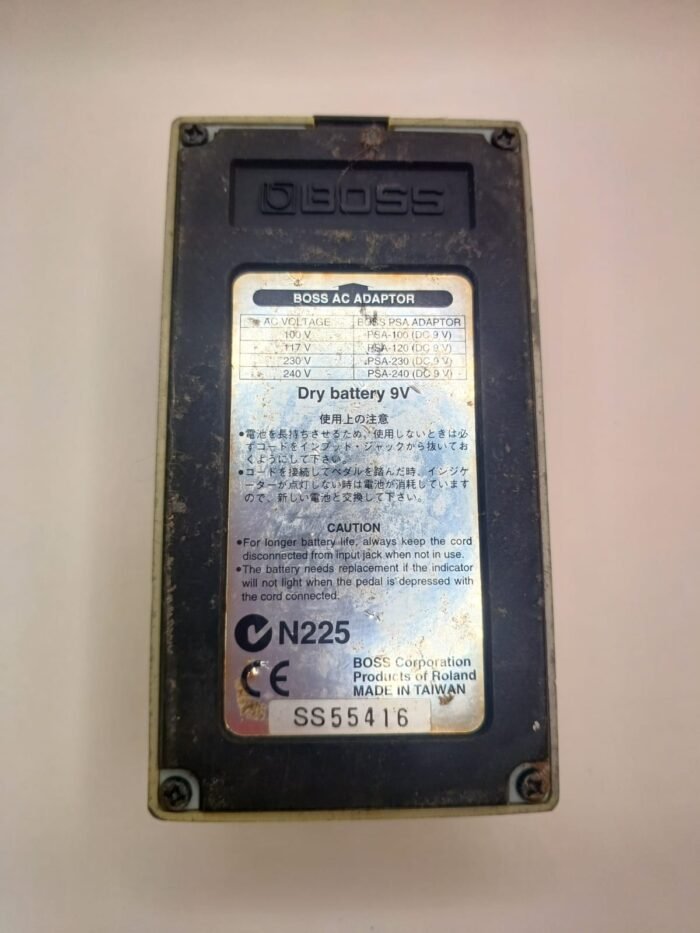 BOSS
BOSS AC ADAPTOR
AC VOLTAGE BOSS PSA ADAPTOR
100 V PSA-100 (DC 9 V)
117 V PSA-120 (DC 9 V)
230 V PSA-230 (DC 9 V)
240 V PSA-240 (DC 9 V)
Dry battery 9V
使用上の注意
●電池を長持ちさせるため、使用しないときは必
ずコードをインプット・ジャックから抜いてお
くようにして下さい。
●コードを接続してペダルを踏んだ時、インジケ
ーターが点灯しない時は電池が消耗しています
ので、新しい電池と交換して下さい。
CAUTION
●For longer battery life, always keep the cord
disconnected from input jack when not in use.
●The battery needs replacement if the indicator
will not light when the pedal is depressed with
the cord connected.
N225
CE
BOSS Corporation
Products of Roland
MADE IN TAIWAN
SS55416